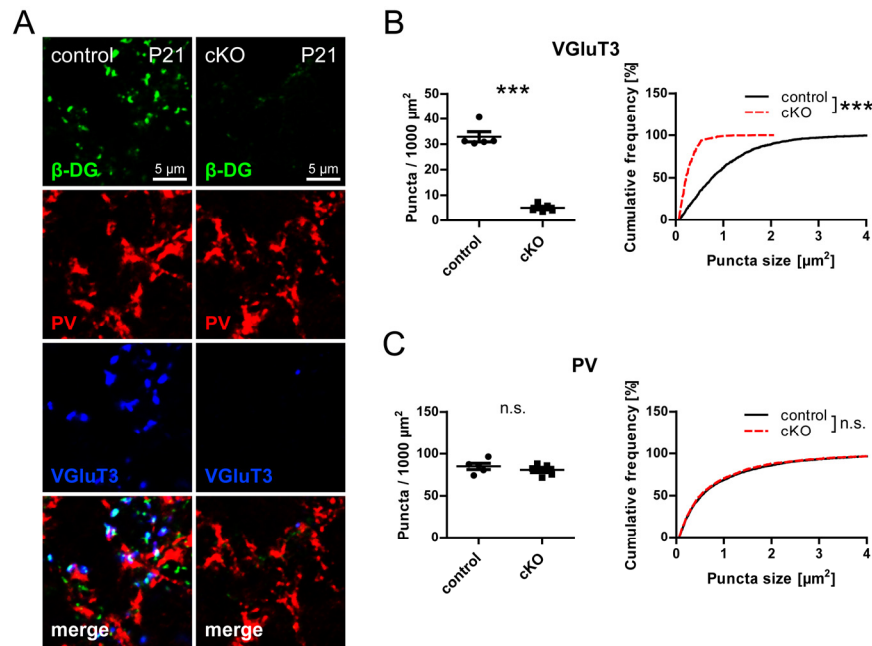 A
control P21
cKO P21
β-DG
5 µm
β-DG
5 µm
PV
PV
VGluT3
VGluT3
merge
merge
B
VGluT3
Puncta / 1000 µm²
50
40
30
20
10
0
***
control
cKO
Cumulative frequency [%]
150
100
50
0
0 1 2 3 4
Puncta size [µm²]
control
cKO
***
C
PV
Puncta / 1000 µm²
150
100
50
0
n.s.
control
cKO
Cumulative frequency [%]
150
100
50
0
0 1 2 3 4
Puncta size [µm²]
control
cKO
n.s.